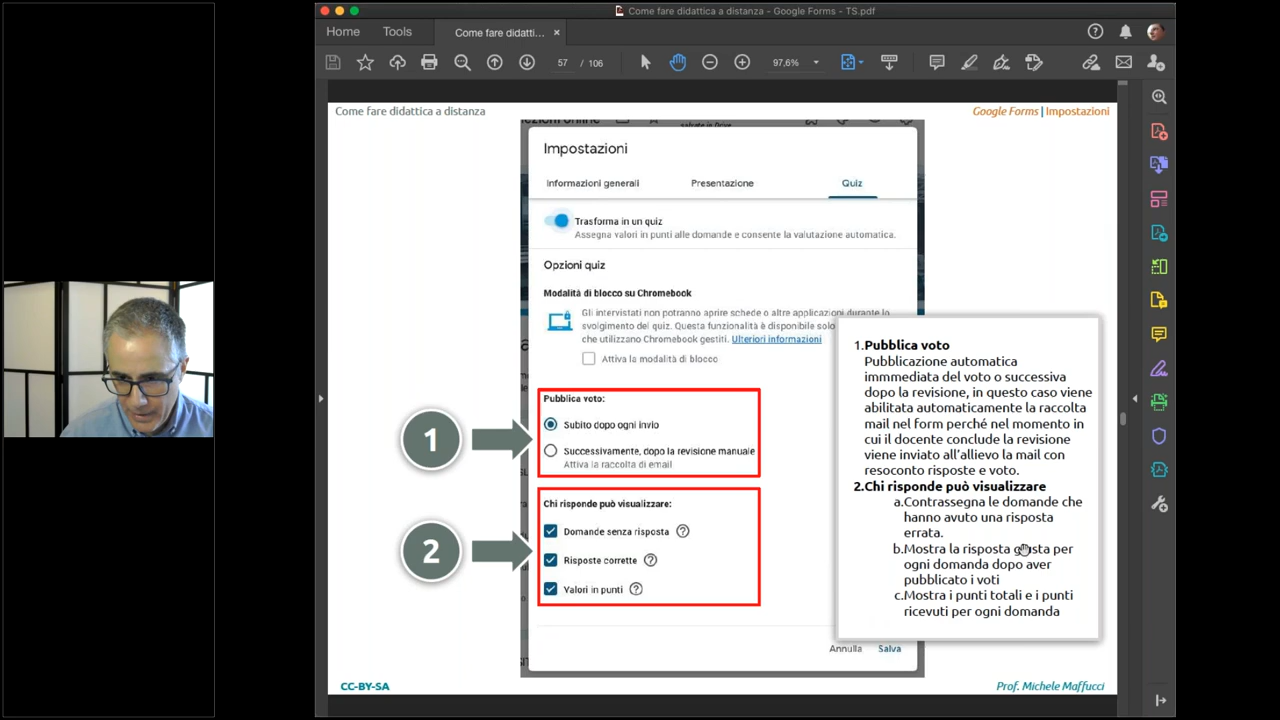 Come fare didattica a distanza - Google Forms - TS.pdf
Home
Tools
Come fare didatti... ×
57 / 106
97,6%
Come fare didattica a distanza
Google Forms | Impostazioni
Impostazioni
Informazioni generali
Presentazione
Quiz
Trasforma in un quiz
Assegna valori in punti alle domande e consente la valutazione automatica.
Opzioni quiz
Modalità di blocco su Chromebook
Gli intervistati non potranno aprire schede o altre applicazioni durante lo
svolgimento del quiz. Questa funzionalità è disponibile solo
che utilizzano Chromebook gestiti. Ulteriori informazioni
Attiva la modalità di blocco
1
Pubblica voto:
Subito dopo ogni invio
Successivamente, dopo la revisione manuale
Attiva la raccolta di email
2
Chi risponde può visualizzare:
Domande senza risposta ?
Risposte corrette ?
Valori in punti ?
Annulla
Salva
1.Pubblica voto
Pubblicazione automatica
immmediata del voto o successiva
dopo la revisione, in questo caso viene
abilitata automaticamente la raccolta
mail nel form perché nel momento in
cui il docente conclude la revisione
viene inviato all'allievo la mail con
resoconto risposte e voto.
2.Chi risponde può visualizzare
a.Contrassegna le domande che
hanno avuto una risposta
errata.
b.Mostra la risposta giusta per
ogni domanda dopo aver
pubblicato i voti
c.Mostra i punti totali e i punti
ricevuti per ogni domanda
CC-BY-SA
Prof. Michele Maffucci